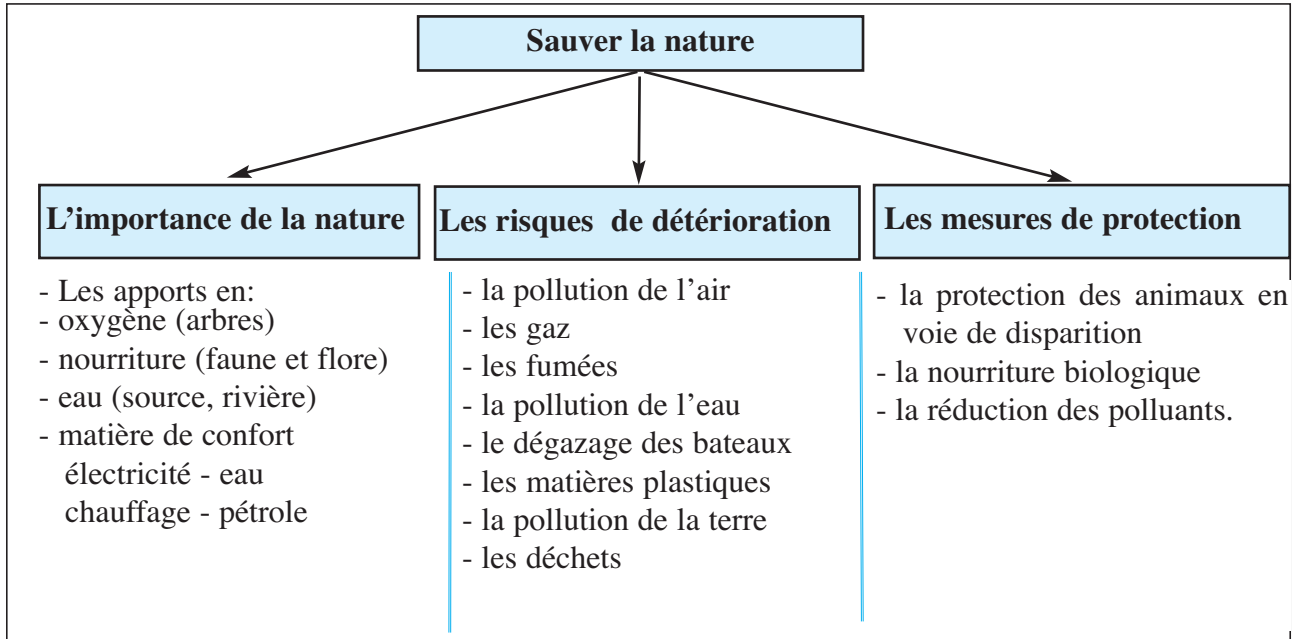 Sauver la nature
L’importance de la nature
- Les apports en:
- oxygène (arbres)
- nourriture (faune et flore)
- eau (source, rivière)
- matière de confort
électricité - eau
chauffage - pétrole
Les risques de détérioration
- la pollution de l’air
- les gaz
- les fumées
- la pollution de l’eau
- le dégazage des bateaux
- les matières plastiques
- la pollution de la terre
- les déchets
Les mesures de protection
- la protection des animaux en
voie de disparition
- la nourriture biologique
- la réduction des polluants.